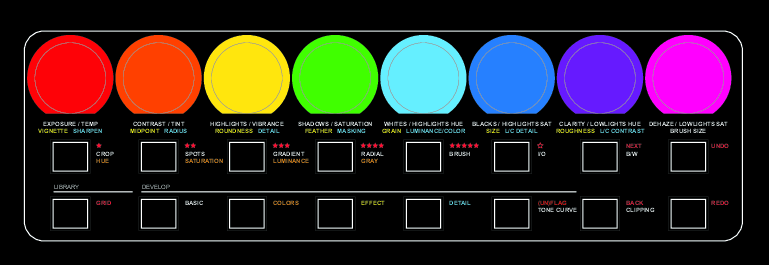 EXPOSURE / TEMP
VIGNETTE SHARPEN
CONTRAST / TINT
MIDPOINT RADIUS
HIGHLIGHTS / VIBRANCE
ROUNDNESS DETAIL
SHADOWS / SATURATION
FEATHER MASKING
WHITES / HIGHLIGHTS HUE
GRAIN LUMINANCE/COLOR
BLACKS / HIGHLIGHTS SAT
SIZE L/C DETAIL
CLARITY / LOWLIGHTS HUE
ROUGHNESS L/C CONTRAST
DEHAZE / LOWLIGHTS SAT
BRUSH SIZE
★
CROP
HUE
★★
SPOTS
SATURATION
★★★
GRADIENT
LUMINANCE
★★★★
RADIAL
GRAY
★★★★★
BRUSH
☆
I/O
NEXT
B/W
UNDO
LIBRARY
DEVELOP
GRID
BASIC
COLORS
EFFECT
DETAIL
(UN)FLAG
TONE CURVE
BACK
CLIPPING
REDO